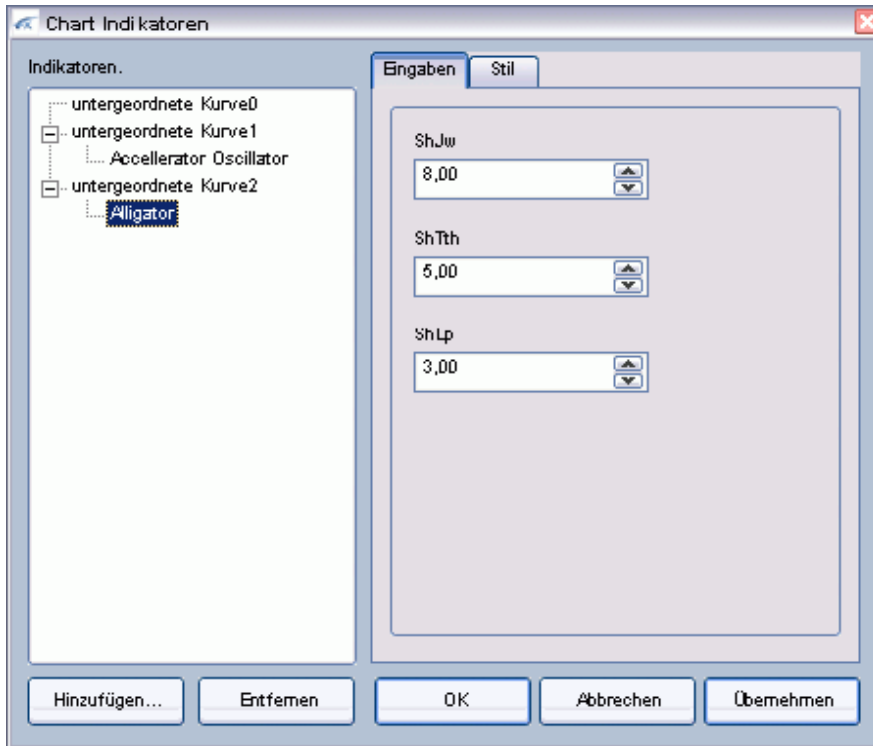 Chart Indikatoren
Indikatoren.
untergeordnete Kurve0
untergeordnete Kurve1
Accellerator Oscillator
untergeordnete Kurve2
Alligator
Eingaben
Stil
ShJw
8,00
ShTth
5,00
ShLp
3,00
Hinzufügen...
Entfernen
OK
Abbrechen
Übernehmen